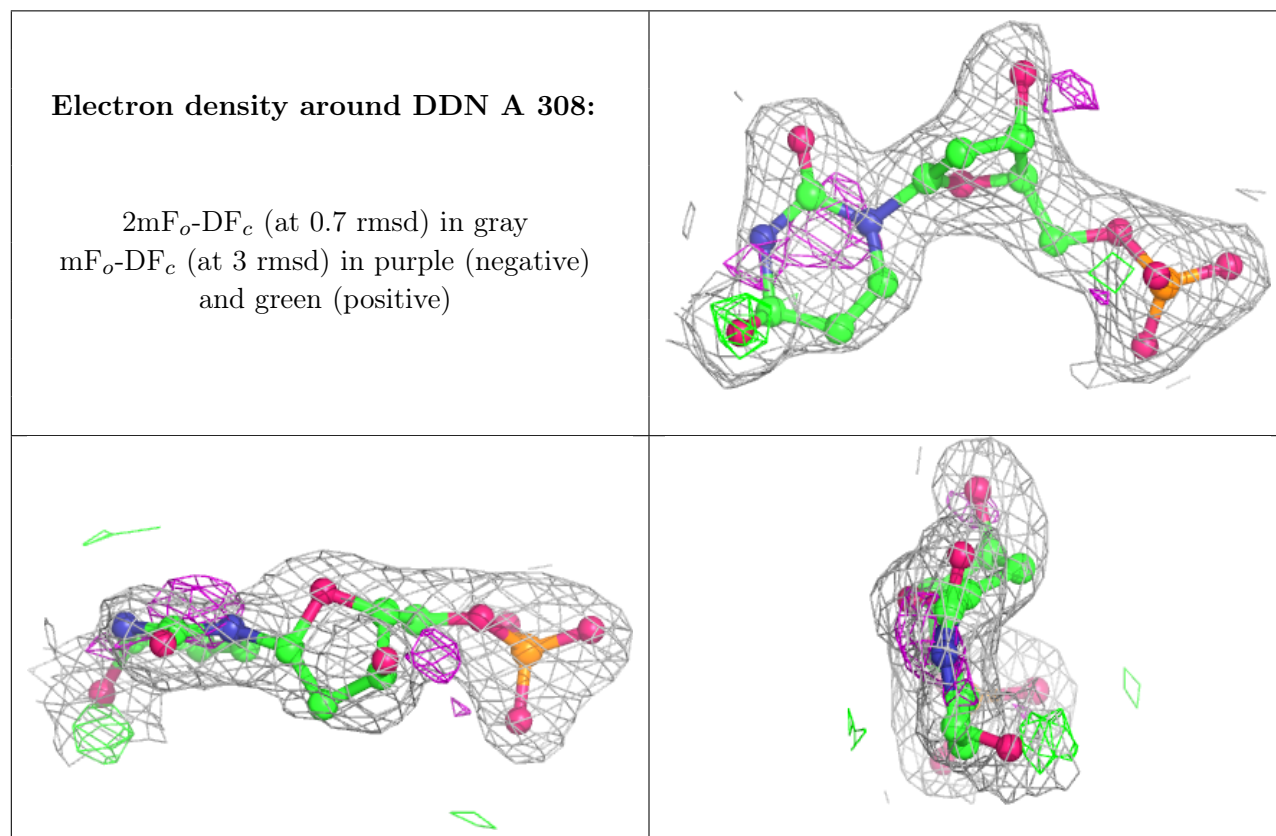 Electron density around DDN A 308:
2mFo-DFc (at 0.7 rmsd) in gray
mFo-DFc (at 3 rmsd) in purple (negative)
and green (positive)